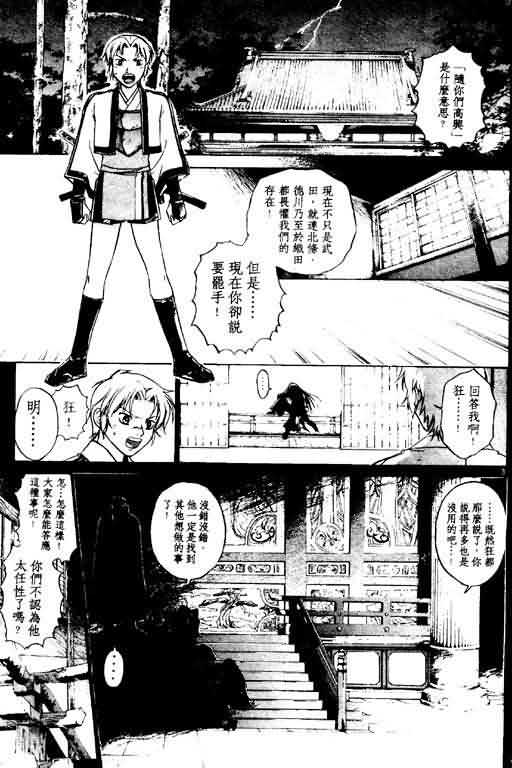 「隨你們高興」
是什麼意思?
現在不只是武
田，就連北條、
德川乃至於織田
都畏懼我們的
存在!
但是……
現在你卻說
要罷手!
回答我!
狂……
…
狂!
明……
……既然狂都
那麼說了，你
說得再多也是
沒用的吧……
沒錯沒錯，
他一定是找到
其他想做的事
了!
怎…怎麼這樣!
大家怎麼能答應
這種事呢!
你們不認為他
太任性了嗎?
……